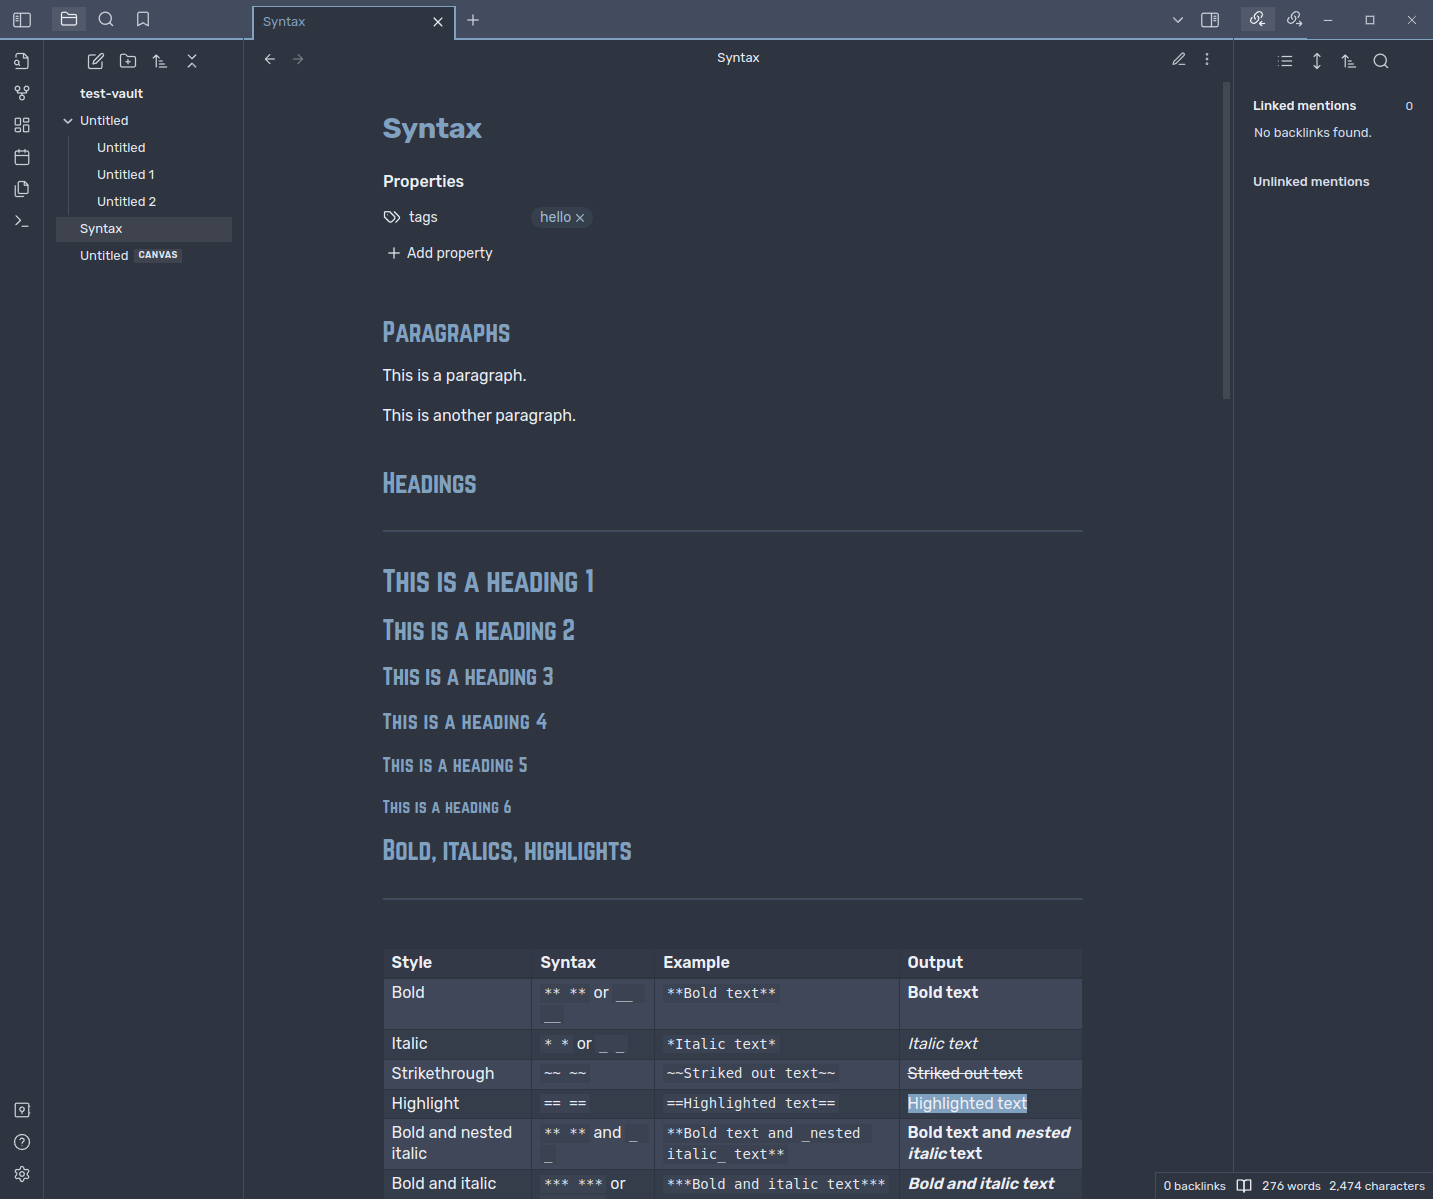 Syntax
Syntax
test-vault
Untitled
Untitled
Untitled 1
Untitled 2
Syntax
Untitled CANVAS
Syntax
Properties
tags hello
Add property
Paragraphs
This is a paragraph.
This is another paragraph.
Headings
This is a heading 1
This is a heading 2
This is a heading 3
This is a heading 4
This is a heading 5
This is a heading 6
Bold, italics, highlights
Style Syntax Example Output
Bold ** ** or __ **Bold text** Bold text
__
Italic * * or _ _ *Italic text* Italic text
Strikethrough ~~ ~~ ~~Striked out text~~ Striked out text
Highlight == == ==Highlighted text== Highlighted text
Bold and nested ** ** and _ **Bold text and _nested Bold text and nested
italic _ italic_ text** italic text
Bold and italic *** *** or ***Bold and italic text*** Bold and italic text
Linked mentions 0
No backlinks found.
Unlinked mentions
0 backlinks 276 words 2,474 characters